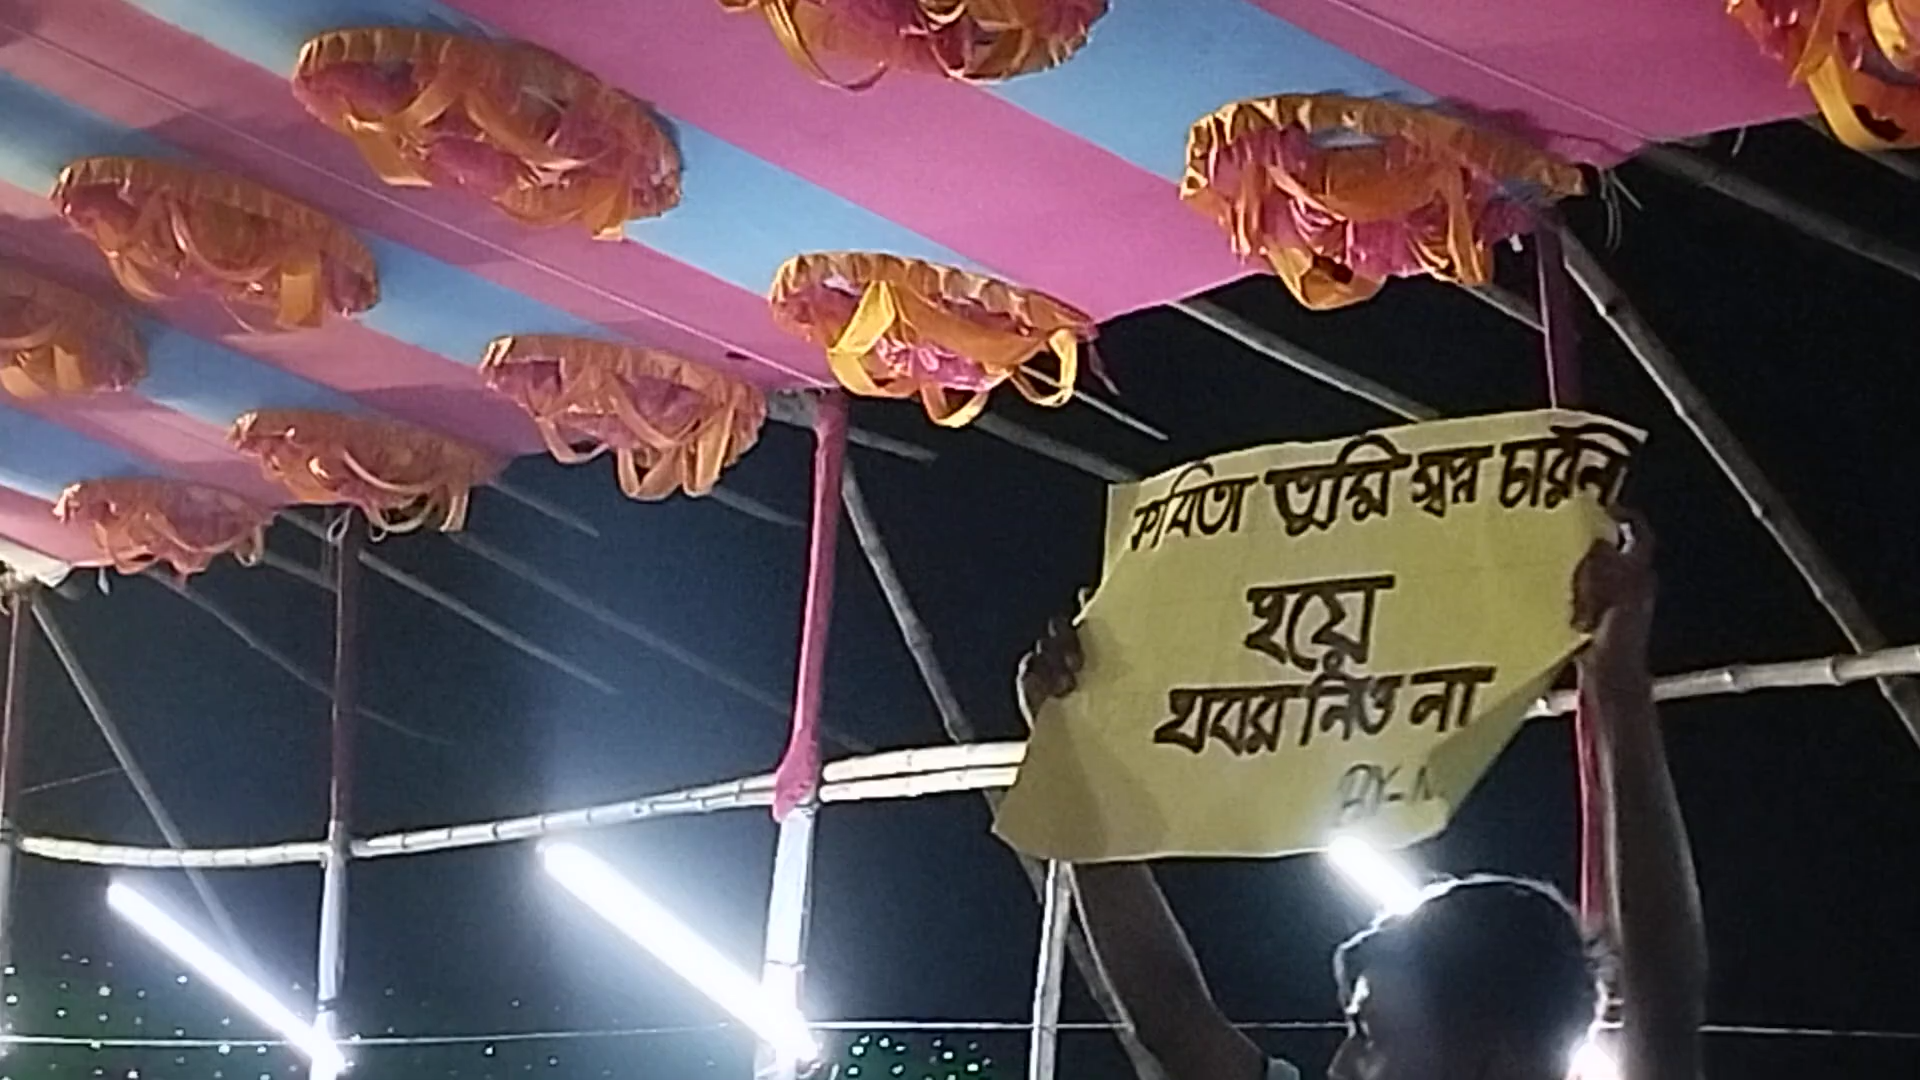 কবিতা তুমি স্বপ্ন চারিনী
হয়ে
খবর নিও না